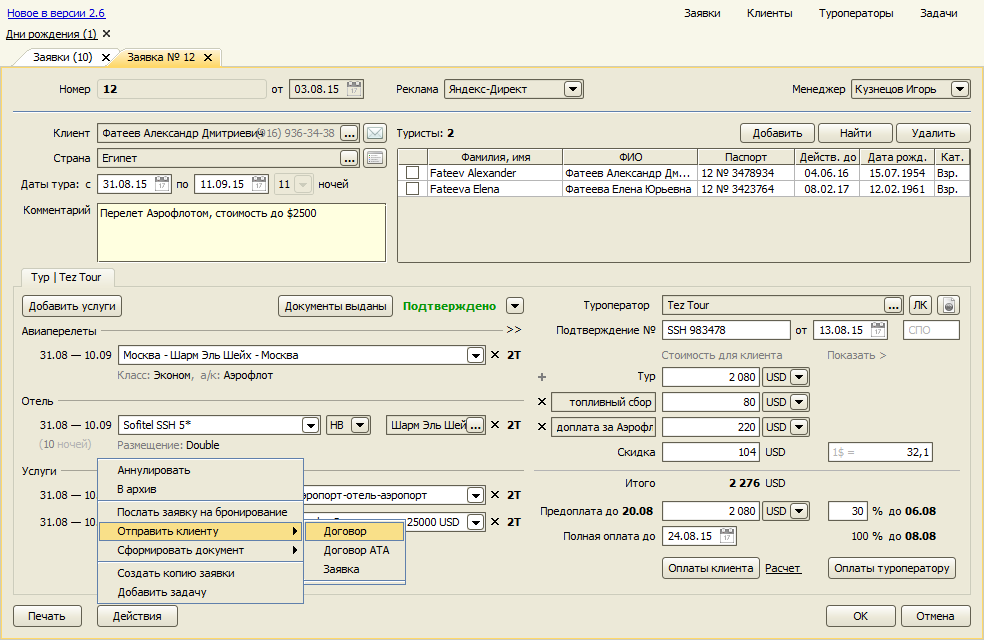 Новое в версии 2.6
Заявки Клиенты Туроператоры Задачи
Дни рождения (1)
Заявки (10) Заявка № 12
Номер 12 от 03.08.15 Реклама Яндекс-Директ Менеджер Кузнецов Игорь
Клиент Фатеев Александр Дмитриевич 916) 936-34-38 ... Туристы: 2 Добавить Найти Удалить
Страна Египет ...
Фамилия, имя ФИО Паспорт Действ. до Дата рожд. Кат.
Fateev Alexander Фатеев Александр Дм... 12 № 3478934 04.06.16 15.07.1954 Взр.
Fateeva Elena Фатеева Елена Юрьевна 12 № 3423764 08.02.17 12.02.1961 Взр.
Даты тура: с 31.08.15 по 11.09.15 11 ночей
Комментарий Перелет Аэрофлотом, стоимость до $2500
Тур | Tez Tour
Добавить услуги Документы выданы Подтверждено Туроператор Tez Tour ... ЛК
Авиаперелеты >> Подтверждение № SSH 983478 от 13.08.15 СПО
31.08 — 10.09 Москва - Шарм Эль Шейх - Москва 2Т Стоимость для клиента Показать >
Класс: Эконом, а/к: Аэрофлот + Тур 2 080 USD
Отель топливный сбор 80 USD
31.08 — 10.09 Sofitel SSH 5* HB Шарм Эль Шей ... 2Т доплата за Аэрофл 220 USD
(10 ночей) Размещение: Double Скидка 104 USD 1$ = 32,1
Услуги
Итого 2 276 USD
31.08 — 10 эропорт-отель-аэропорт 2Т
Предоплата до 20.08 2 080 USD 30 % до 06.08
31.08 — 10 25000 USD 2Т
Полная оплата до 24.08.15 100 % до 08.08
Оплаты клиента Расчет Оплаты туроператору
Аннулировать
В архив
Послать заявку на бронирование
Отправить клиенту
Сформировать документ
Создать копию заявки
Добавить задачу
Договор
Договор АТА
Заявка
Печать Действия ОК Отмена